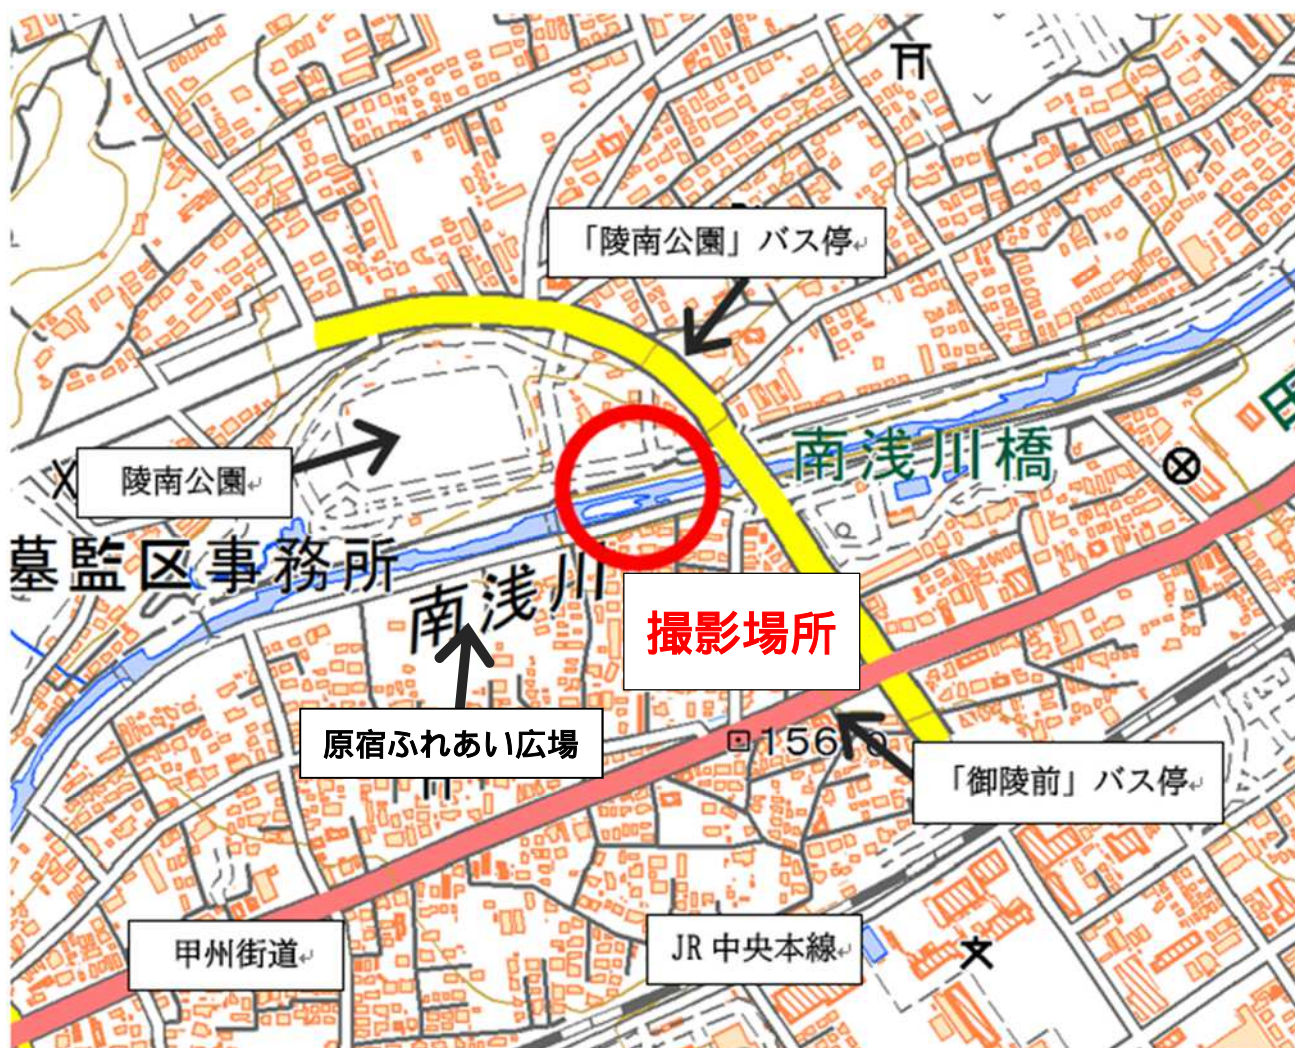 「陵南公園」バス停
南浅川橋
陵南公園
墓監区事務所
南浅川
撮影場所
原宿ふれあい広場
「御陵前」バス停
甲州街道
JR 中央本線